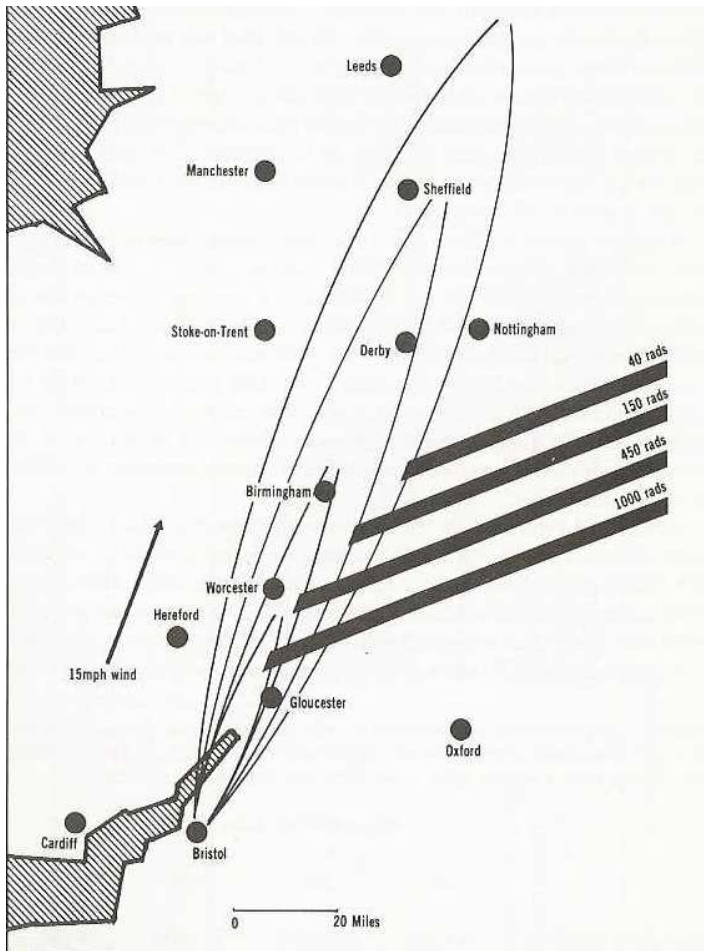 Leeds
Manchester
Sheffield
Stoke-on-Trent
Derby
Nottingham
40 rads
150 rads
450 rads
1000 rads
Birmingham
Worcester
Hereford
15mph wind
Gloucester
Oxford
Cardiff
Bristol
0 20 Miles